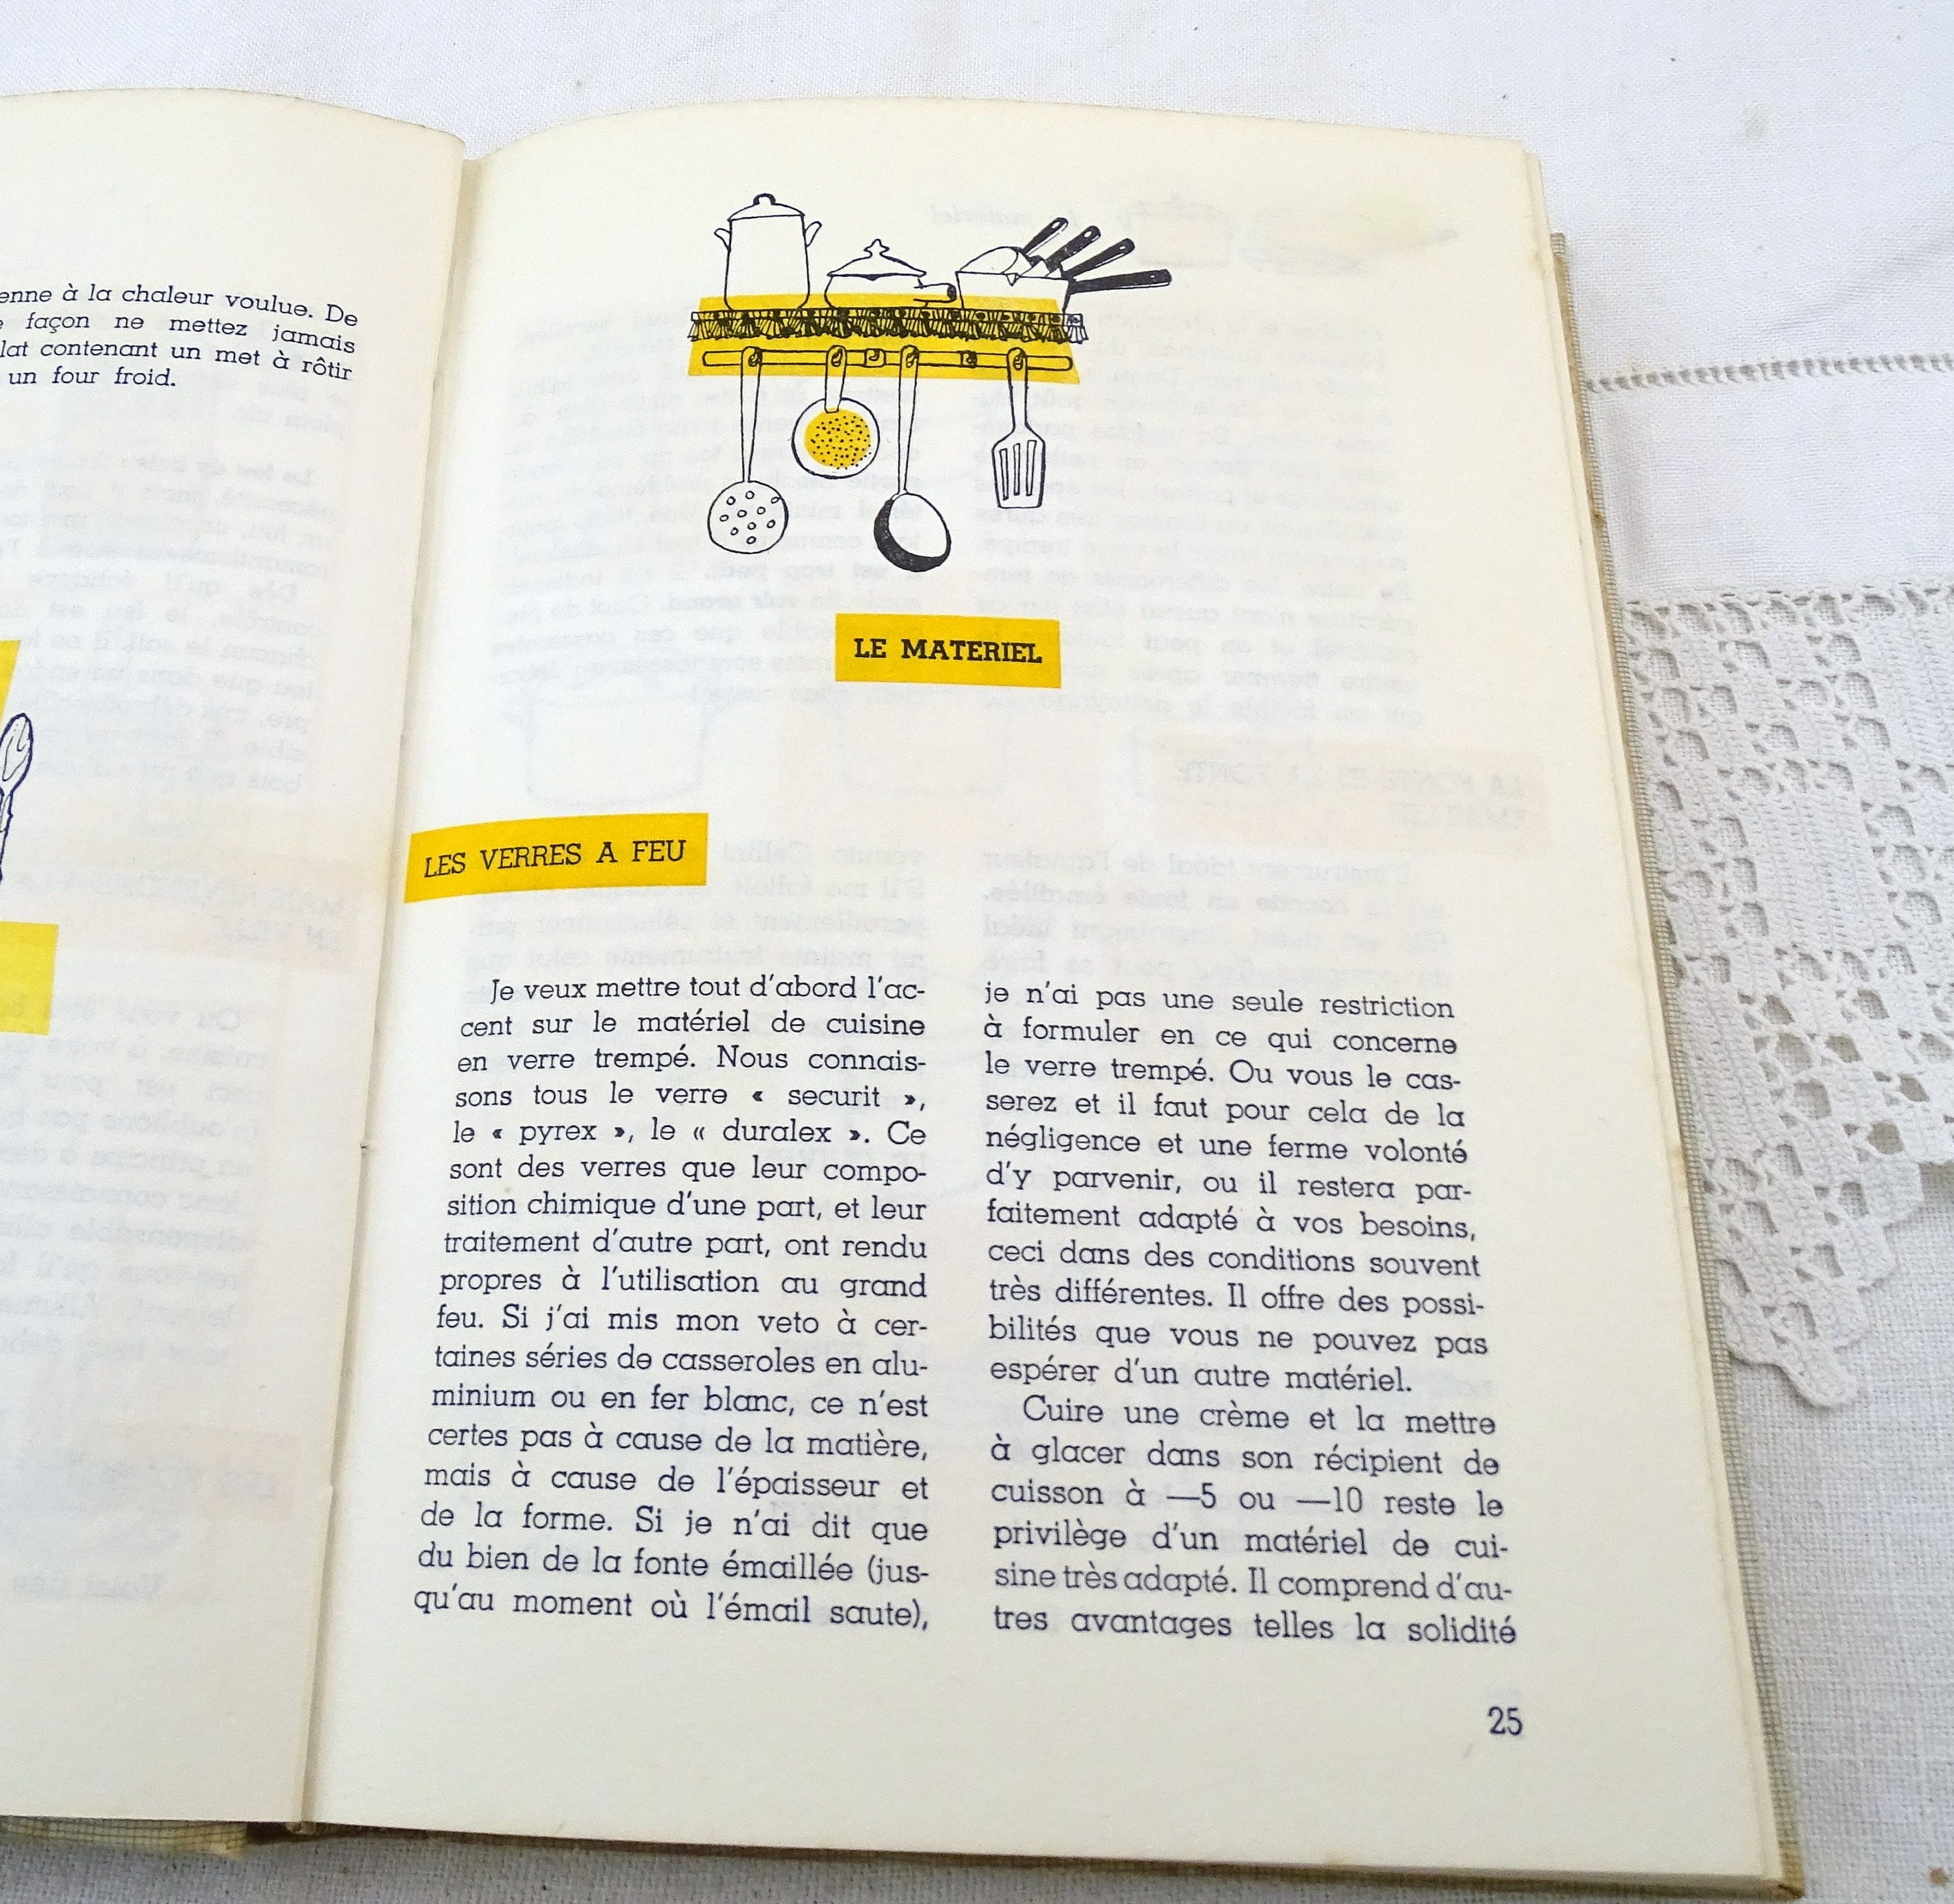 à la chaleur voulue. De
façon ne mettez jamais
contenant un met à rôtir
un four froid.
LE MATERIEL
LES VERRES A FEU
Je veux mettre tout d'abord l'ac-
cent sur le matériel de cuisine
en verre trempé. Nous connais-
sons tous le verre « securit »,
le « pyrex », le « duralex ». Ce
sont des verres que leur compo-
sition chimique d'une part, et leur
traitement d'autre part, ont rendu
propres à l'utilisation au grand
feu. Si j'ai mis mon veto à cer-
taines séries de casseroles en alu-
minium ou en fer blanc, ce n'est
certes pas à cause de la matière,
mais à cause de l'épaisseur et
de la forme. Si je n'ai dit que
du bien de la fonte émaillée (jus-
qu'au moment où l'émail saute),
je n'ai pas une seule restriction
à formuler en ce qui concerne
le verre trempé. Ou vous le cas-
serez et il faut pour cela de la
négligence et une ferme volonté
d'y parvenir, ou il restera par-
faitement adapté à vos besoins,
ceci dans des conditions souvent
très différentes. Il offre des possi-
bilités que vous ne pouvez pas
espérer d'un autre matériel.
Cuire une crème et la mettre
à glacer dans son récipient de
cuisson à —5 ou —10 reste le
privilège d'un matériel de cui-
sine très adapté. Il comprend d'au-
tres avantages telles la solidité
25